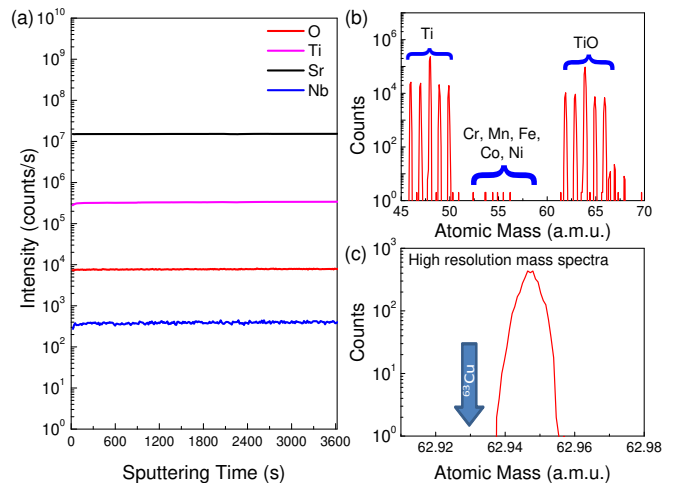 (a)
O
Ti
Sr
Nb
10^10
10^9
10^8
10^7
10^6
10^5
10^4
10^3
10^2
10^1
10^0
Intensity (counts/s)
0 600 1200 1800 2400 3000 3600
Sputtering Time (s)
(b)
Ti
TiO
Cr, Mn, Fe,
Co, Ni
10^6
10^4
10^2
10^0
Counts
45 50 55 60 65 70
Atomic Mass (a.m.u.)
(c)
High resolution mass spectra
63Cu
10^3
10^2
10^1
10^0
Counts
62.92 62.94 62.96 62.98
Atomic Mass (a.m.u.)